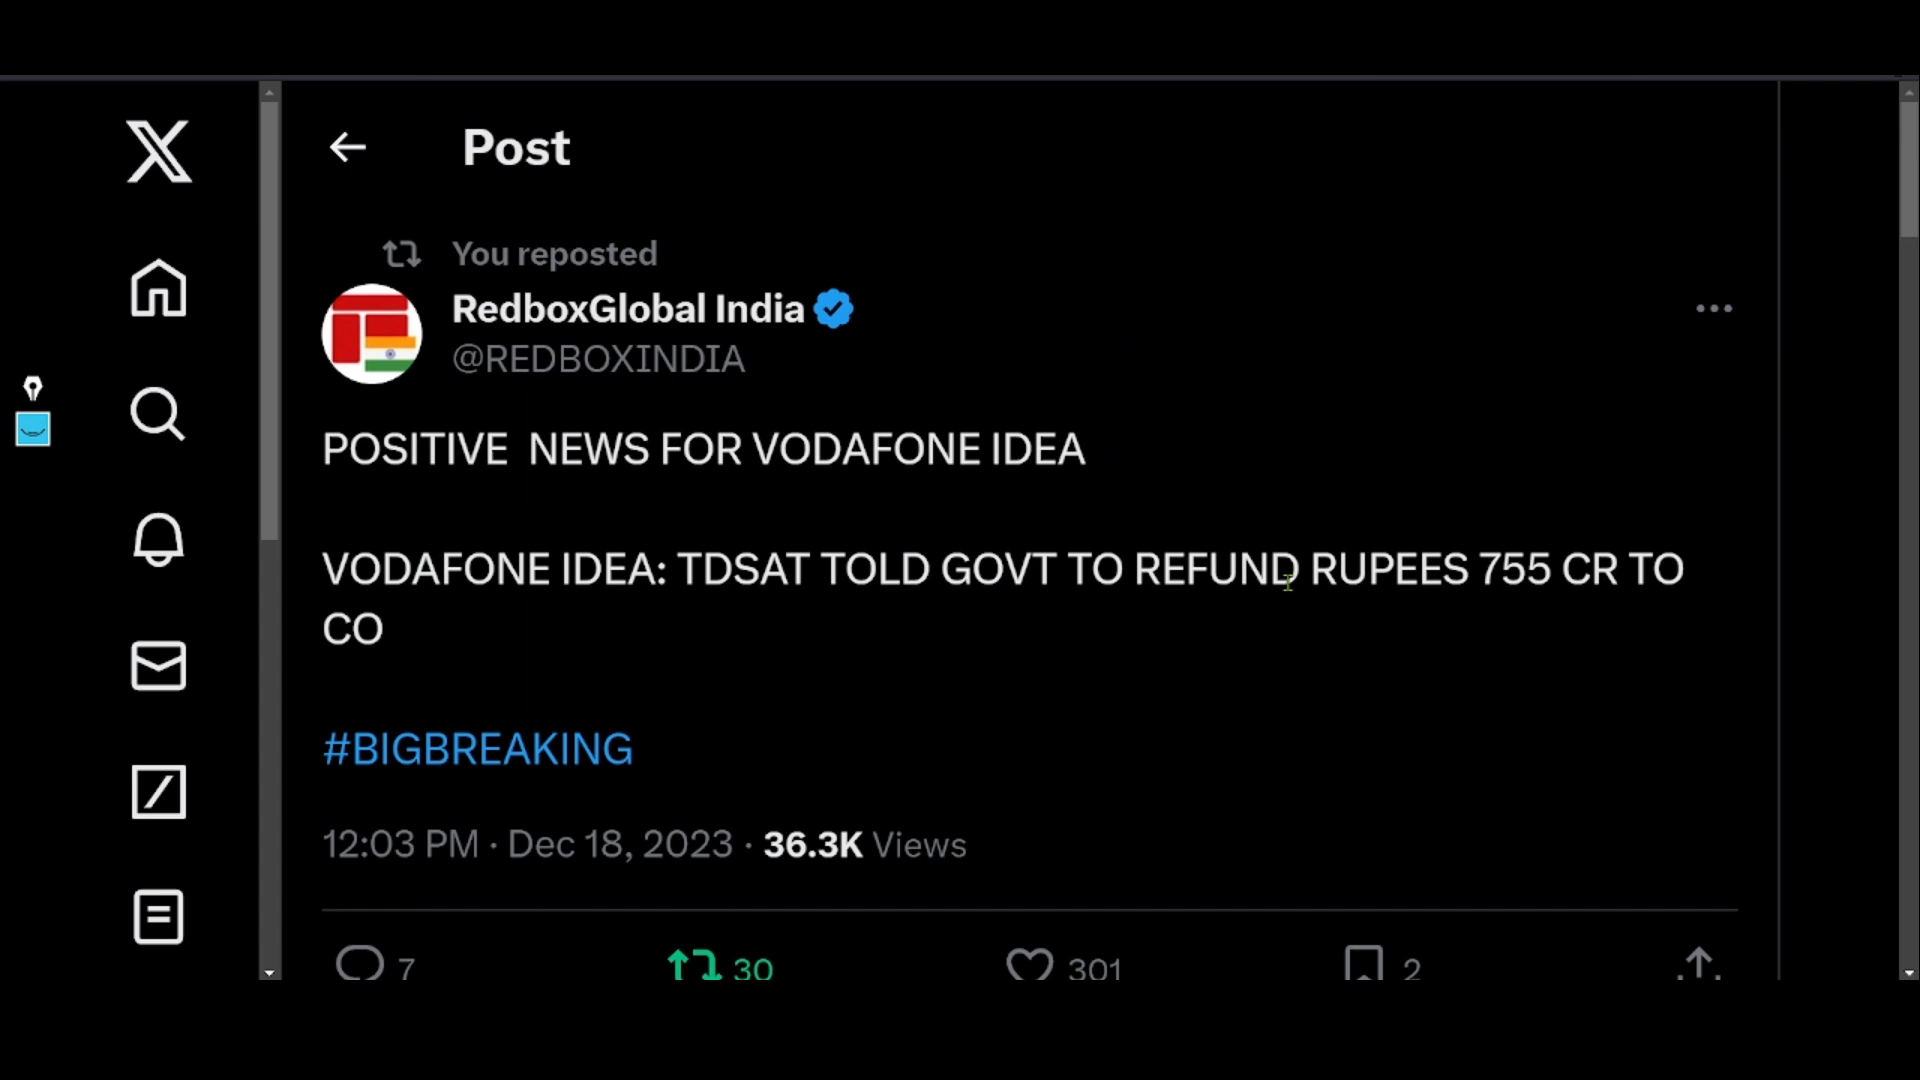 Post
You reposted
RedboxGlobal India
@REDBOXINDIA
POSITIVE  NEWS FOR VODAFONE IDEA
VODAFONE IDEA: TDSAT TOLD GOVT TO REFUND RUPEES 755 CR TO
CO
#BIGBREAKING
12:03 PM · Dec 18, 2023 · 36.3K Views
7 30 301 2